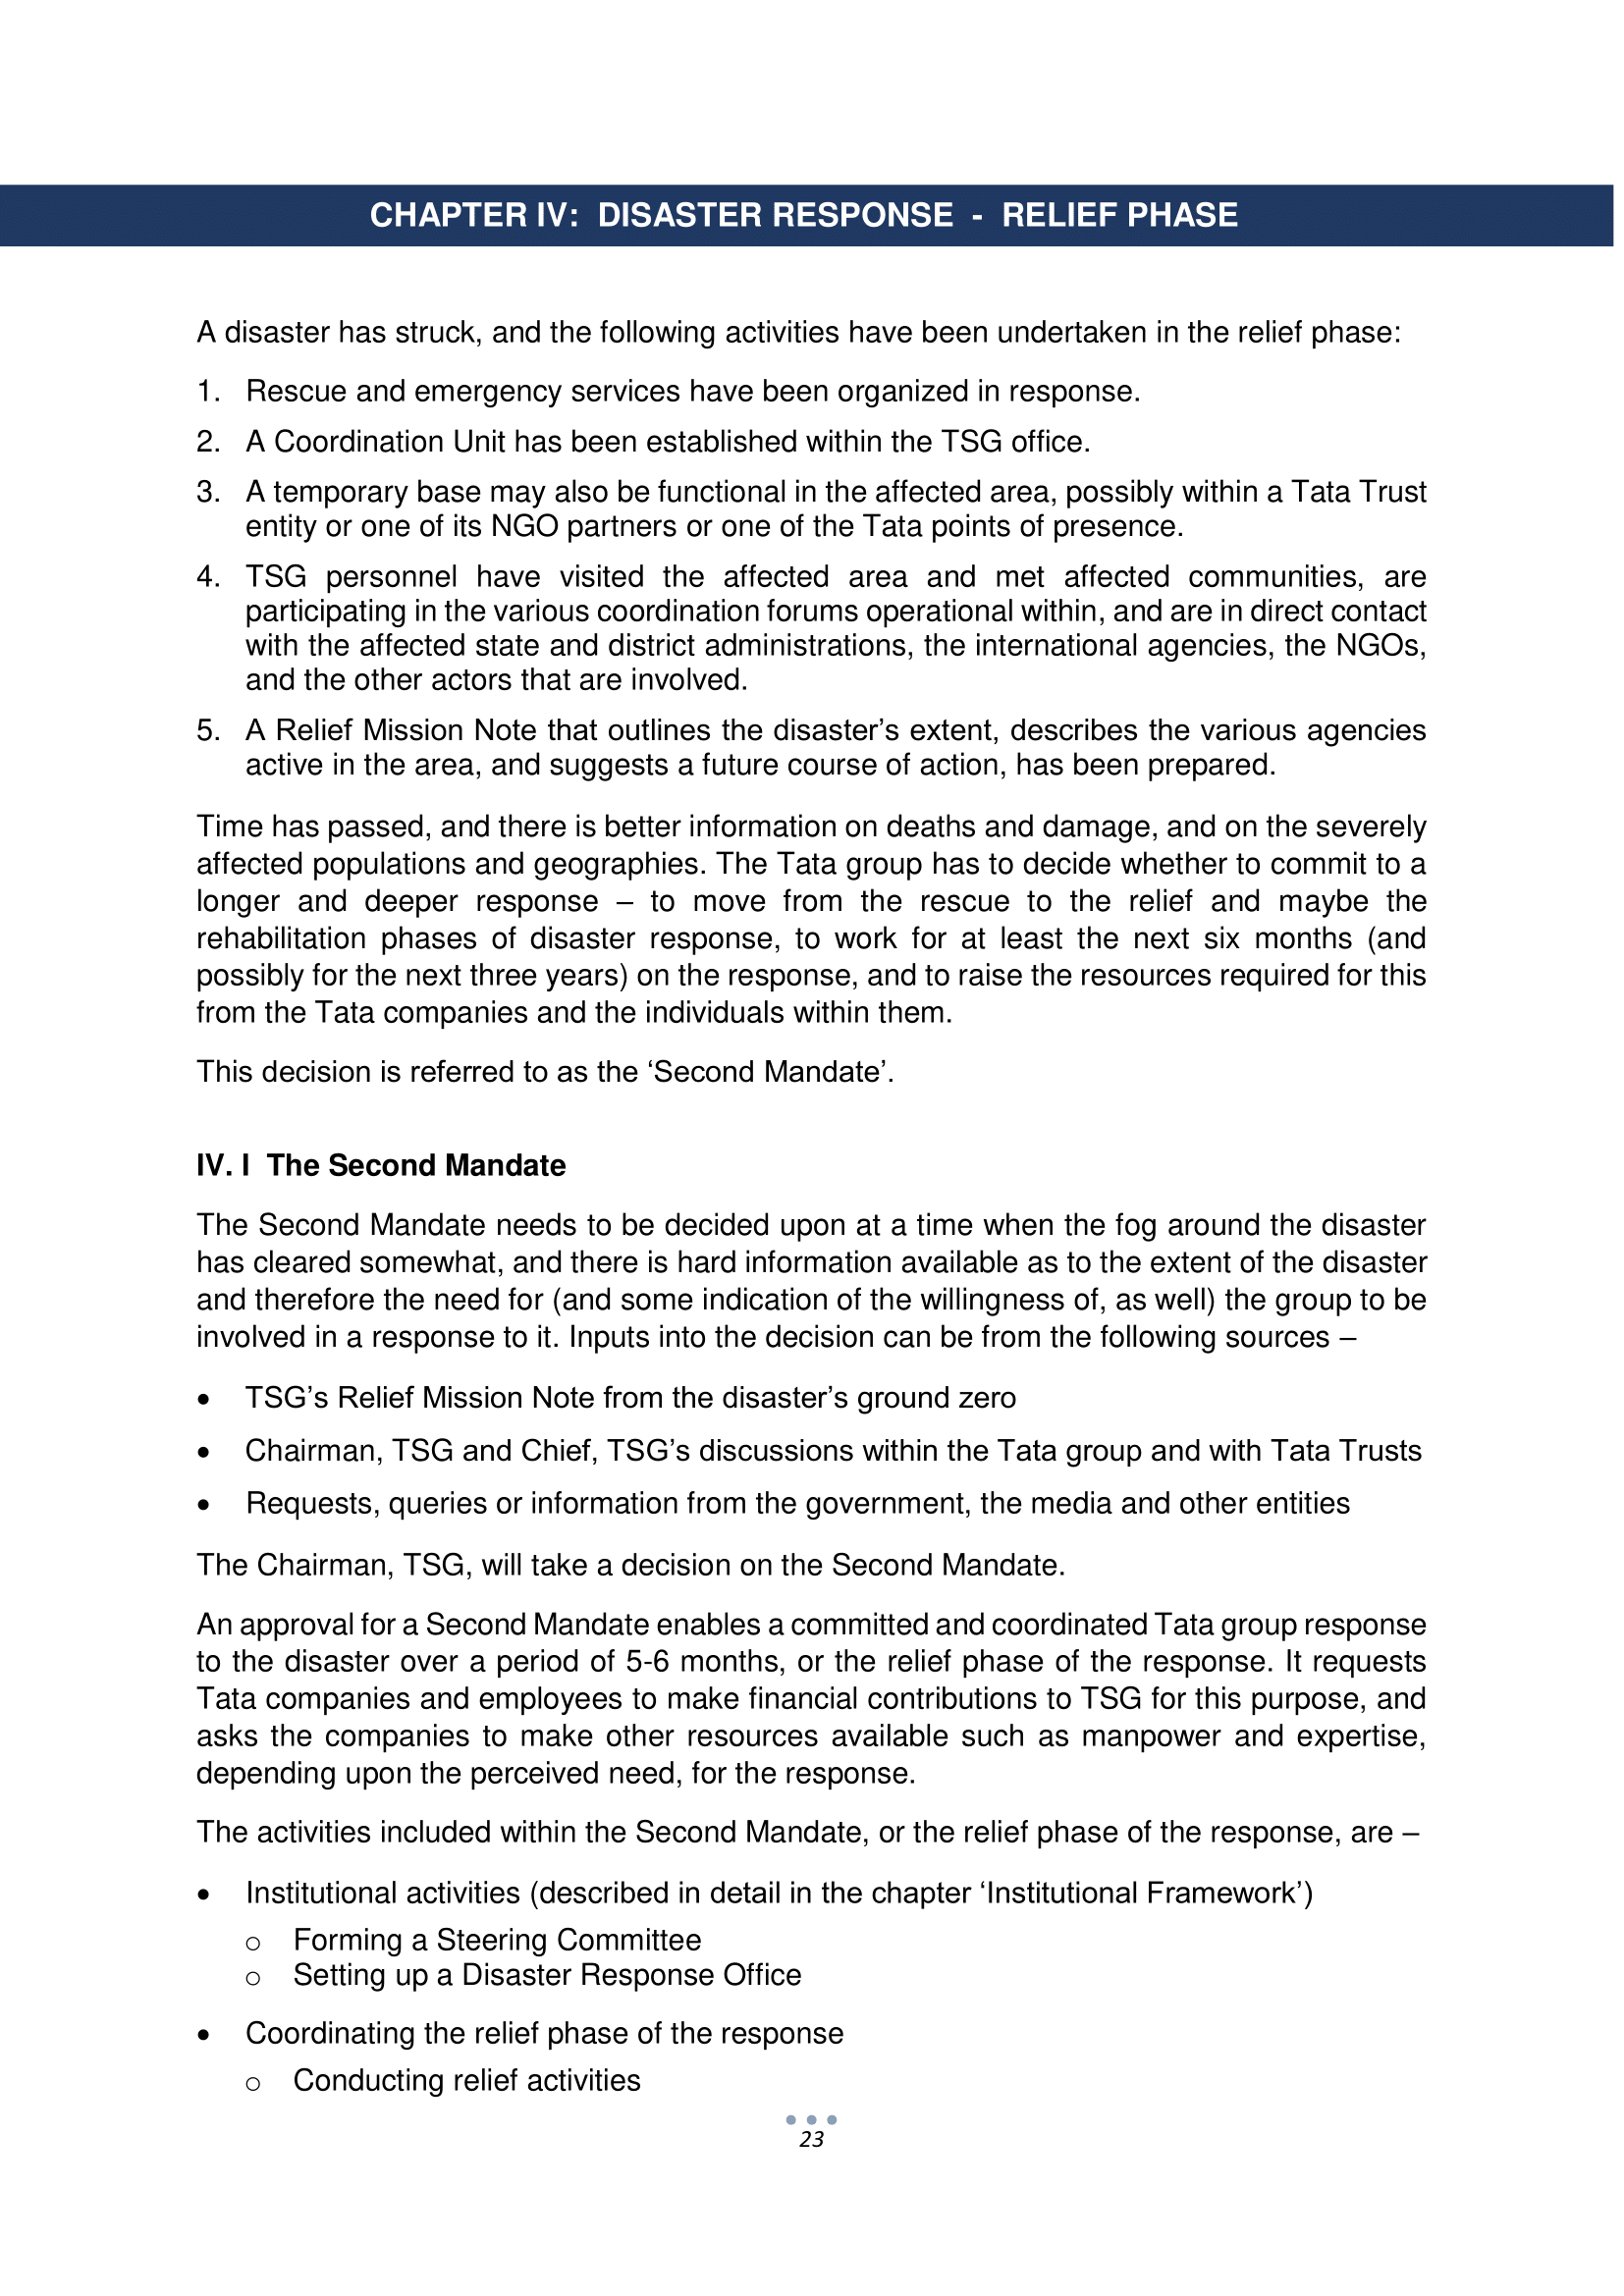 CHAPTER IV: DISASTER RESPONSE - RELIEF PHASE
A disaster has struck, and the following activities have been undertaken in the relief phase:
1. Rescue and emergency services have been organized in response.
2. A Coordination Unit has been established within the TSG office.
3. A temporary base may also be functional in the affected area, possibly within a Tata Trust
entity or one of its NGO partners or one of the Tata points of presence.
4. TSG personnel have visited the affected area and met affected communities, are
participating in the various coordination forums operational within, and are in direct contact
with the affected state and district administrations, the international agencies, the NGOs,
and the other actors that are involved.
5. A Relief Mission Note that outlines the disaster’s extent, describes the various agencies
active in the area, and suggests a future course of action, has been prepared.
Time has passed, and there is better information on deaths and damage, and on the severely
affected populations and geographies. The Tata group has to decide whether to commit to a
longer and deeper response – to move from the rescue to the relief and maybe the
rehabilitation phases of disaster response, to work for at least the next six months (and
possibly for the next three years) on the response, and to raise the resources required for this
from the Tata companies and the individuals within them.
This decision is referred to as the ‘Second Mandate’.
IV. I The Second Mandate
The Second Mandate needs to be decided upon at a time when the fog around the disaster
has cleared somewhat, and there is hard information available as to the extent of the disaster
and therefore the need for (and some indication of the willingness of, as well) the group to be
involved in a response to it. Inputs into the decision can be from the following sources –
• TSG’s Relief Mission Note from the disaster’s ground zero
• Chairman, TSG and Chief, TSG’s discussions within the Tata group and with Tata Trusts
• Requests, queries or information from the government, the media and other entities
The Chairman, TSG, will take a decision on the Second Mandate.
An approval for a Second Mandate enables a committed and coordinated Tata group response
to the disaster over a period of 5-6 months, or the relief phase of the response. It requests
Tata companies and employees to make financial contributions to TSG for this purpose, and
asks the companies to make other resources available such as manpower and expertise,
depending upon the perceived need, for the response.
The activities included within the Second Mandate, or the relief phase of the response, are –
• Institutional activities (described in detail in the chapter ‘Institutional Framework’)
o Forming a Steering Committee
o Setting up a Disaster Response Office
• Coordinating the relief phase of the response
o Conducting relief activities
23